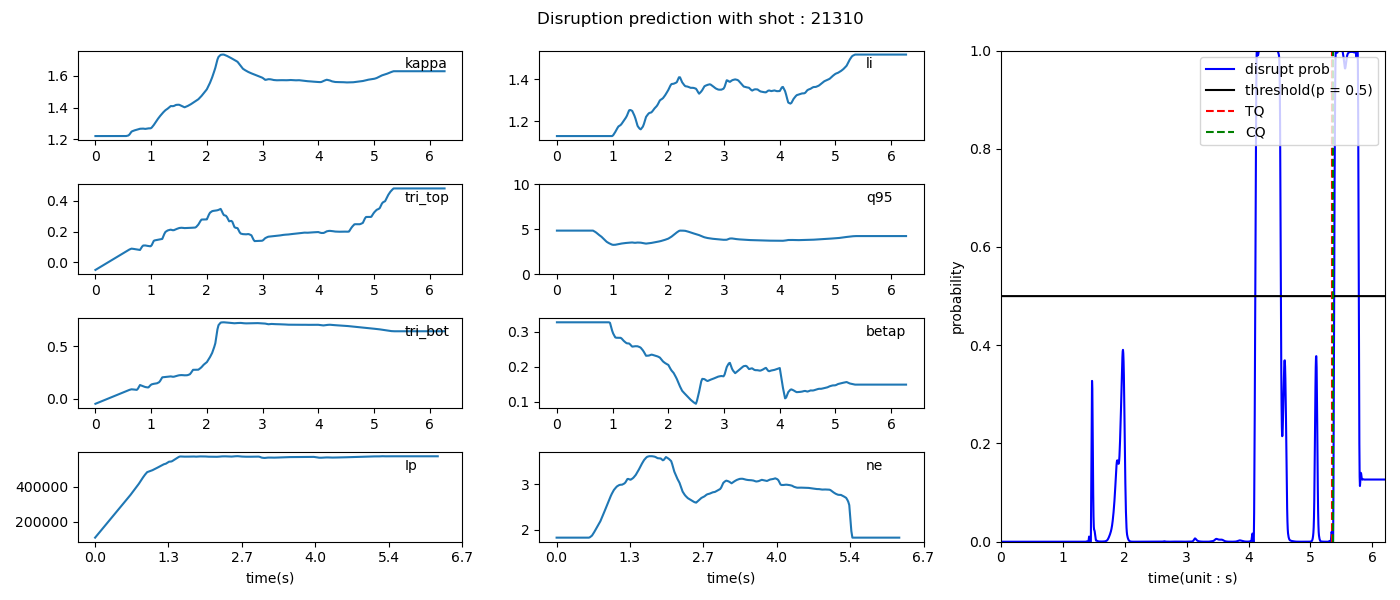 Disruption prediction with shot : 21310
kappa
1.6
1.4
1.2
0 1 2 3 4 5 6
li
1.4
1.2
0 1 2 3 4 5 6
tri_top
0.4
0.2
0.0
0 1 2 3 4 5 6
q95
10
5
0
0 1 2 3 4 5 6
tri_bot
0.5
0.0
0 1 2 3 4 5 6
betap
0.3
0.2
0.1
0 1 2 3 4 5 6
Ip
400000
200000
0.0 1.3 2.7 4.0 5.4 6.7
time(s)
ne
3
2
0.0 1.3 2.7 4.0 5.4 6.7
time(s)
disrupt prob
threshold(p = 0.5)
TQ
CQ
probability
1.0
0.8
0.6
0.4
0.2
0.0
0 1 2 3 4 5 6
time(unit : s)